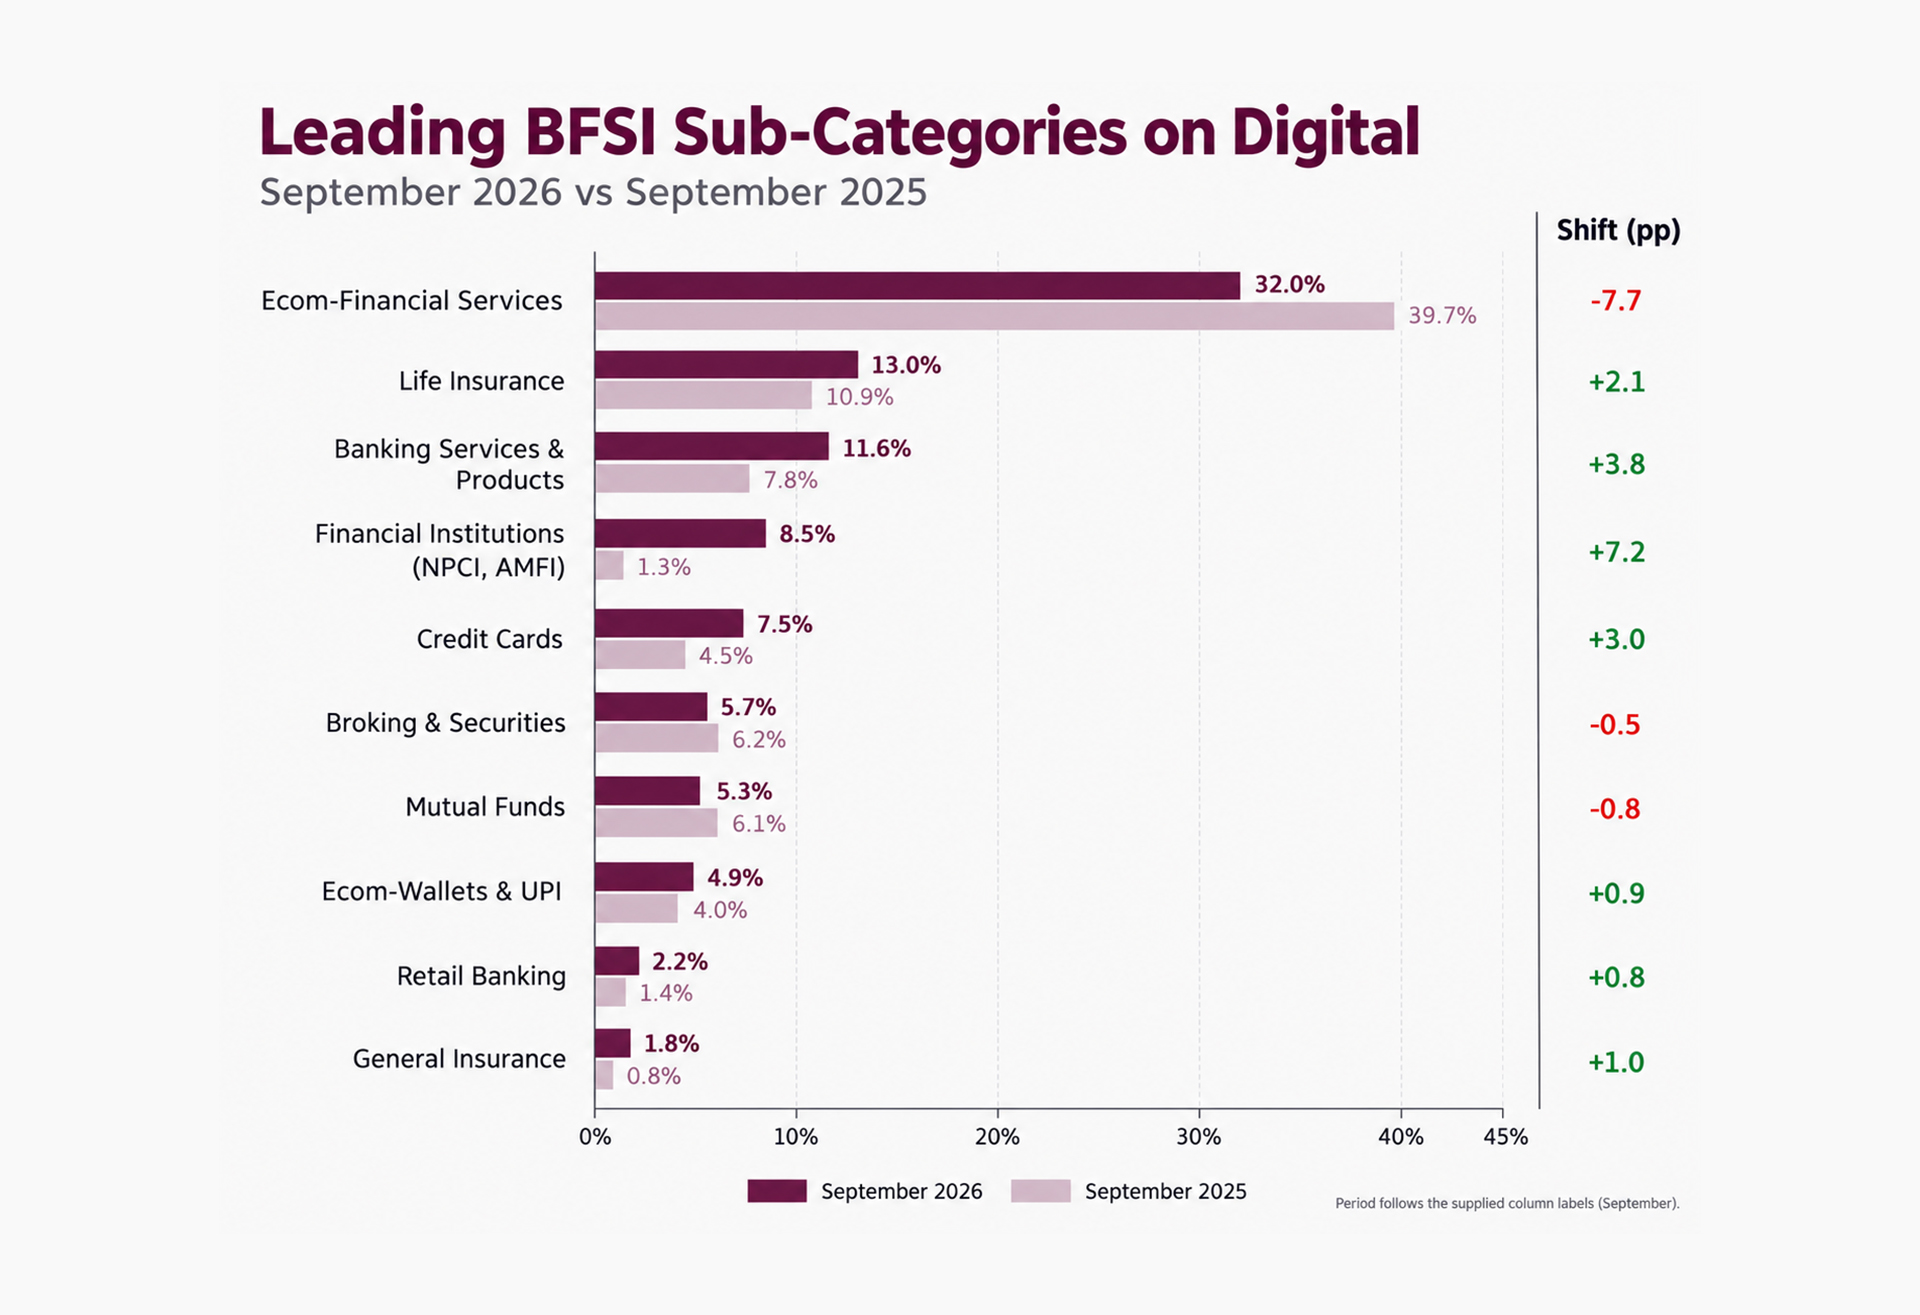 Leading BFSI Sub-Categories on Digital
September 2026 vs September 2025
Shift (pp)
Ecom-Financial Services
32.0%
39.7%
-7.7
Life Insurance
13.0%
10.9%
+2.1
Banking Services &
Products
11.6%
7.8%
+3.8
Financial Institutions
(NPCI, AMFI)
8.5%
1.3%
+7.2
Credit Cards
7.5%
4.5%
+3.0
Broking & Securities
5.7%
6.2%
-0.5
Mutual Funds
5.3%
6.1%
-0.8
Ecom-Wallets & UPI
4.9%
4.0%
+0.9
Retail Banking
2.2%
1.4%
+0.8
General Insurance
1.8%
0.8%
+1.0
0% 10% 20% 30% 40% 45%
September 2026 September 2025
Period follows the supplied column labels (September).